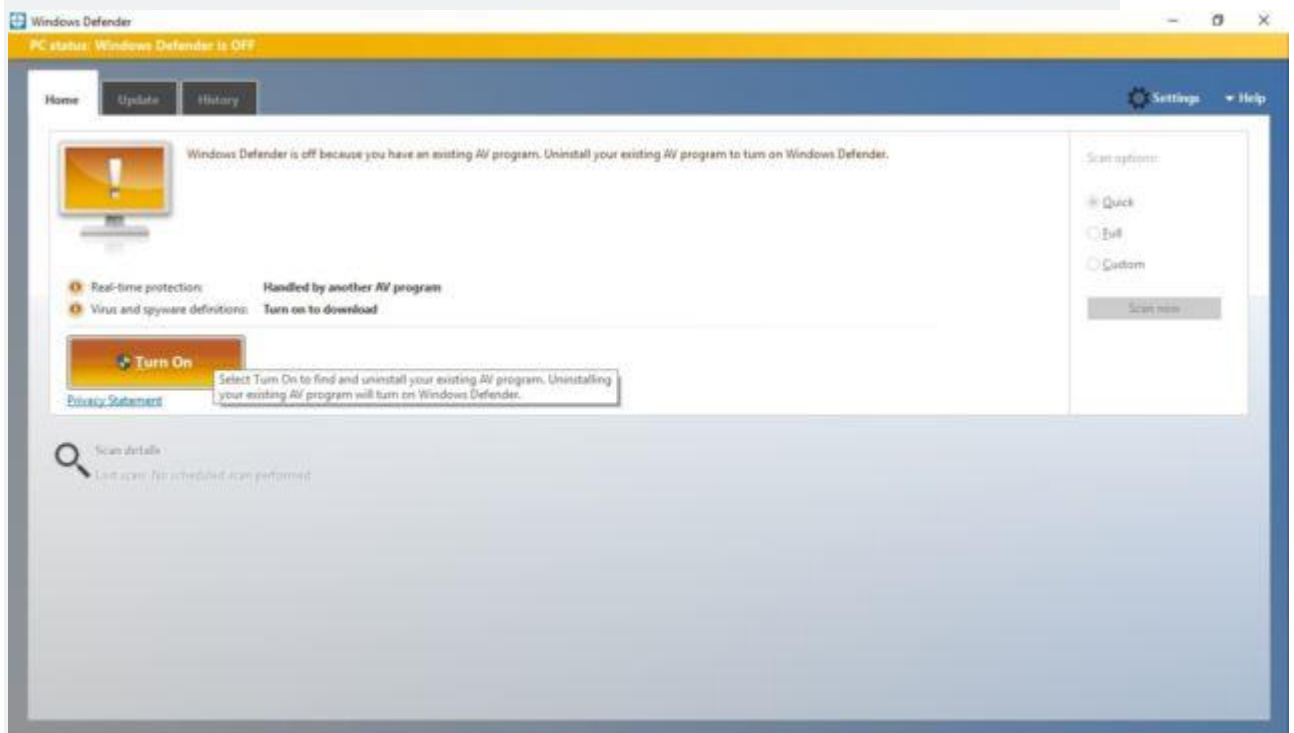 Windows Defender
PC status: Windows Defender is OFF
Home
Update
History
Settings
Help
Windows Defender is off because you have an existing AV program. Uninstall your existing AV program to turn on Windows Defender.
Scan options:
Quick
Full
Custom
Scan now
Real-time protection: Handled by another AV program
Virus and spyware definitions: Turn on to download
Turn On
Select Turn On to find and uninstall your existing AV program. Uninstalling
your existing AV program will turn on Windows Defender.
Privacy Statement
Scan details
Last scan: No scheduled scan performed